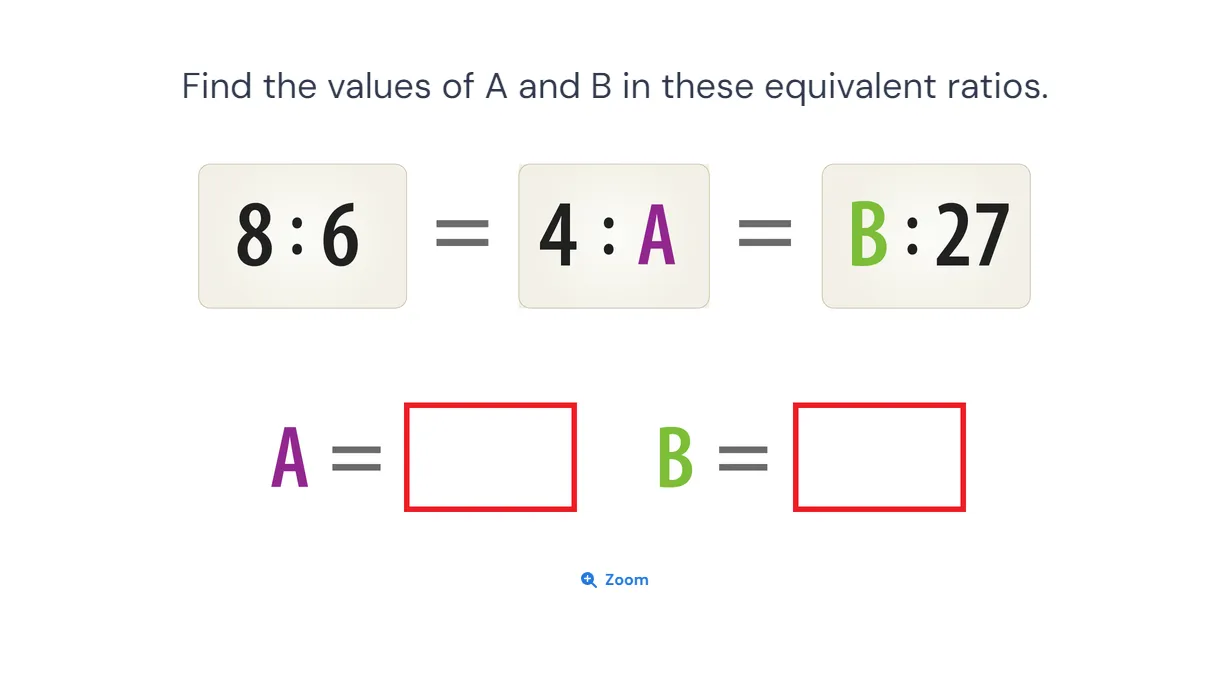 Find the values of A and B in these equivalent ratios.
8 : 6 = 4 : A = B : 27
A = B =
Zoom